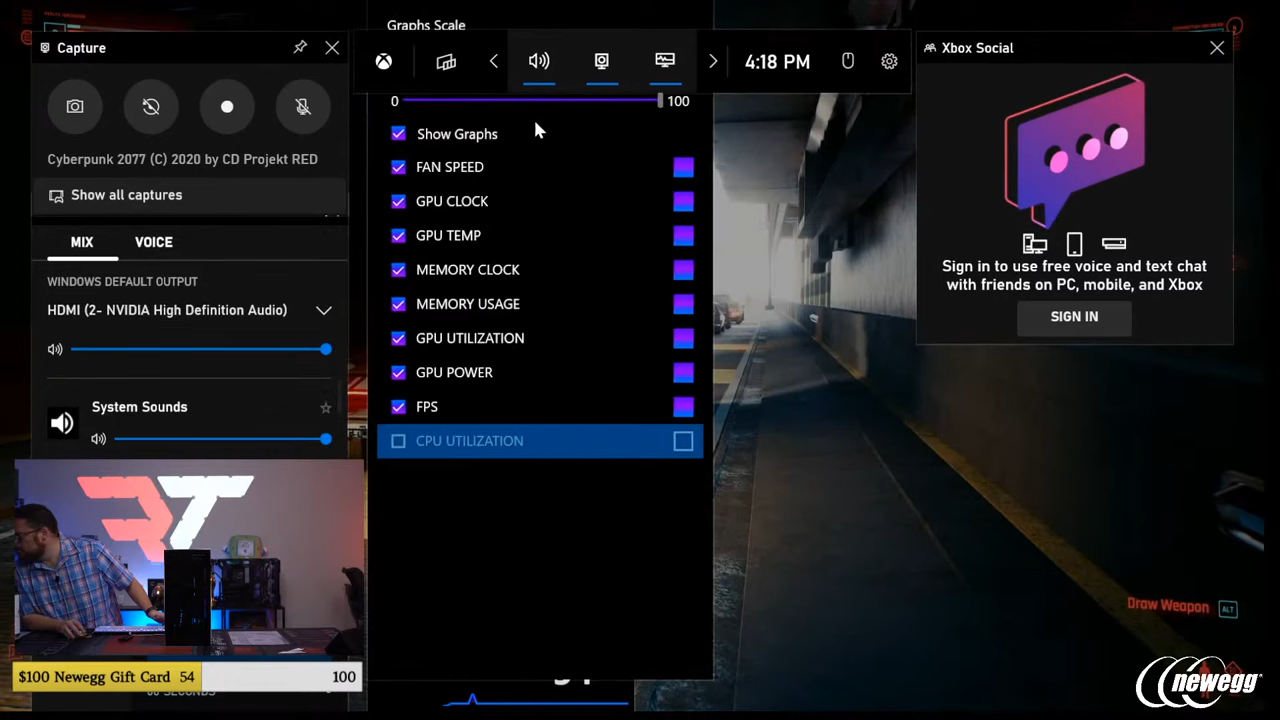 Graphs Scale
Capture
4:18 PM
Xbox Social
0
100
Show Graphs
FAN SPEED
GPU CLOCK
GPU TEMP
MEMORY CLOCK
MEMORY USAGE
GPU UTILIZATION
GPU POWER
FPS
CPU UTILIZATION
Cyberpunk 2077 (C) 2020 by CD Projekt RED
Show all captures
MIX
VOICE
WINDOWS DEFAULT OUTPUT
HDMI (2- NVIDIA High Definition Audio)
System Sounds
Sign in to use free voice and text chat
with friends on PC, mobile, and Xbox
SIGN IN
Draw Weapon
ALT
RT
$100 Newegg Gift Card 54
100
newegg